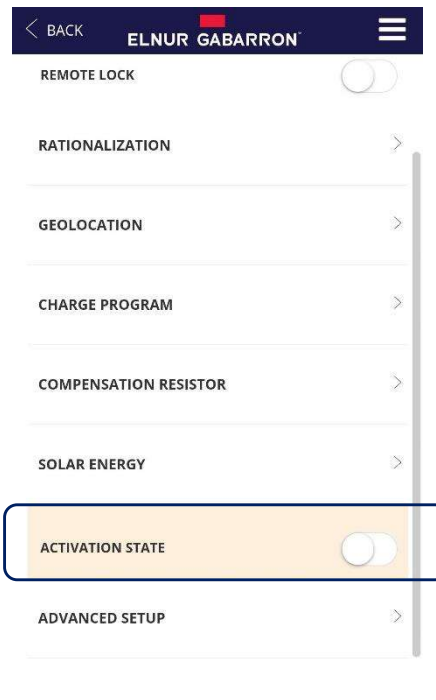 BACK
ELNUR GABARRON
REMOTE LOCK
RATIONALIZATION
GEOLOCATION
CHARGE PROGRAM
COMPENSATION RESISTOR
SOLAR ENERGY
ACTIVATION STATE
ADVANCED SETUP